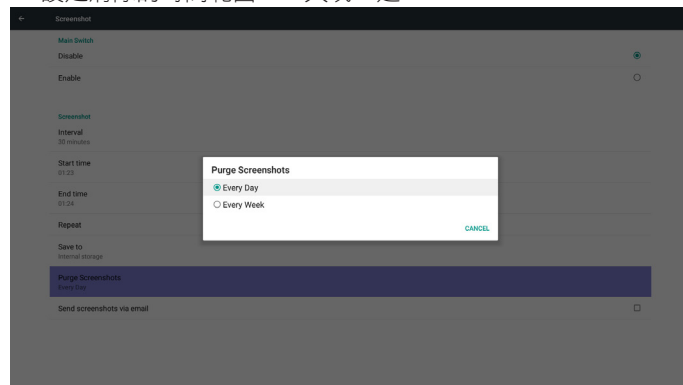 Screenshot
Main Switch
Disable
Enable
Screenshot
Interval
30 minutes
Start time
01:23
End time
01:24
Repeat
Save to
Internal storage
Purge Screenshots
Every Day
Send screenshots via email
Purge Screenshots
Every Day
Every Week
CANCEL